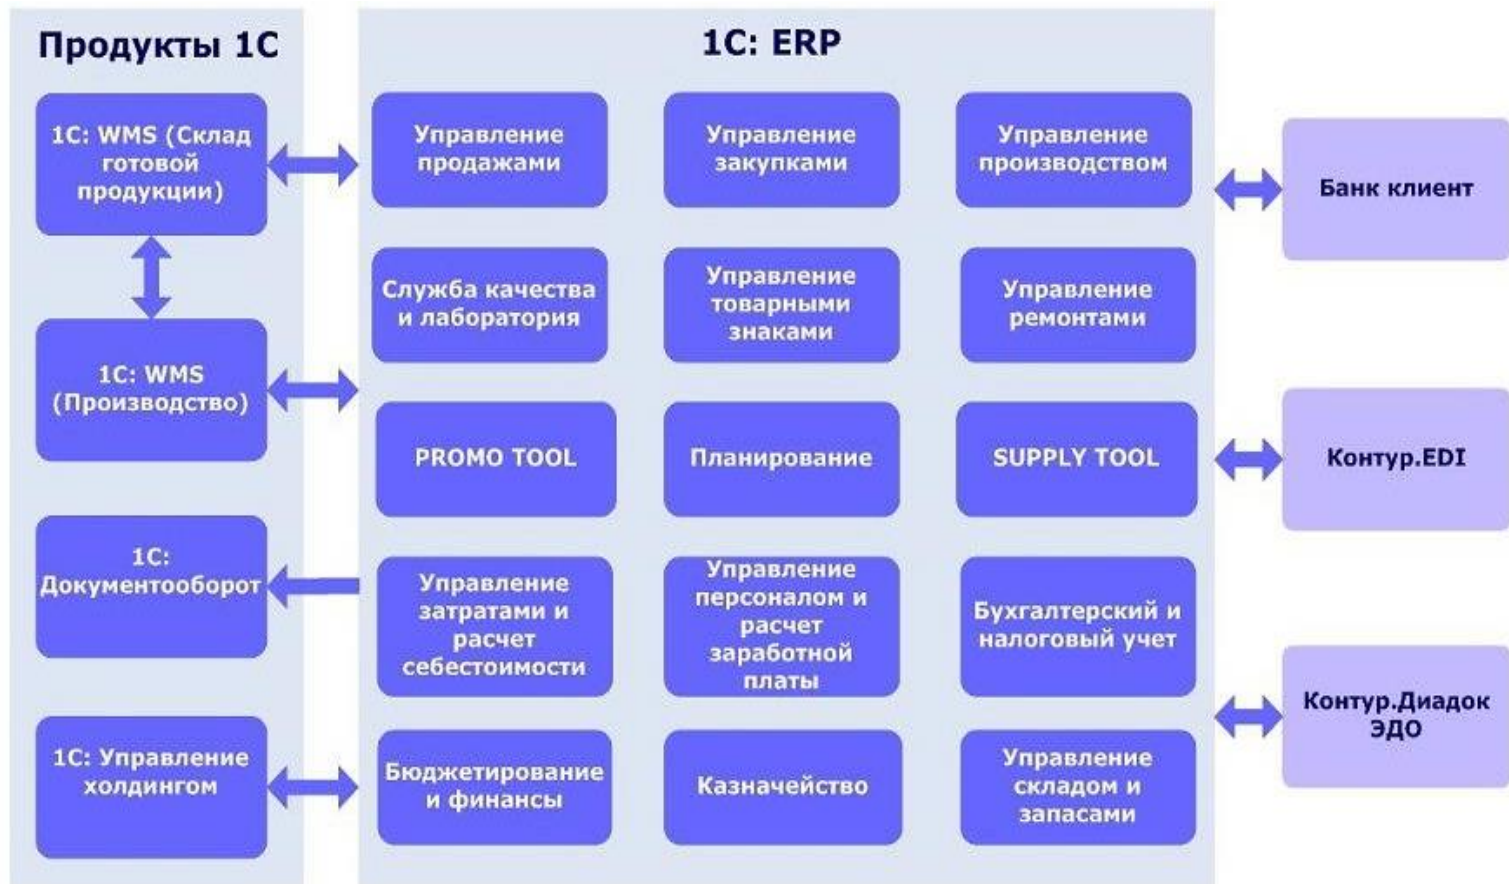 Продукты 1С
1С: WMS (Склад
готовой
продукции)
1С: WMS
(Производство)
1С:
Документооборот
1С: Управление
холдингом
1С: ERP
Управление
продажами
Управление
закупками
Управление
производством
Служба качества
и лаборатория
Управление
товарными
знаками
Управление
ремонтами
PROMO TOOL
Планирование
SUPPLY TOOL
Управление
затратами и
расчет
себестоимости
Управление
персоналом и
расчет
заработной
платы
Бухгалтерский и
налоговый учет
Бюджетирование
и финансы
Казначейство
Управление
складом и
запасами
Банк клиент
Контур.EDI
Контур.Диадок
ЭДО